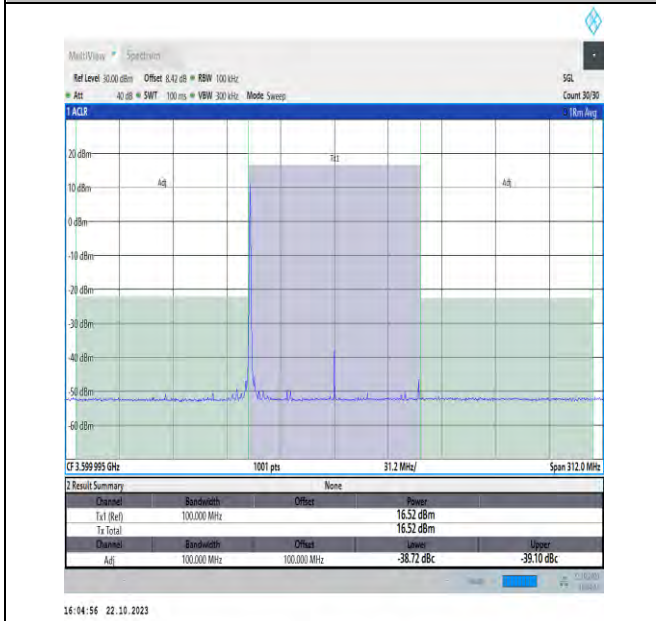 MultiView Spectrum
Ref Level 30.00 dBm Offset 8.42 dB RBW 100 kHz SGL
Att 40 dB SWT 100 ms VBW 300 kHz Mode Sweep Count 30/30
1 ACLR 1Rm Avg
Tx1
20 dBm
Adj Adj
10 dBm
0 dBm
-10 dBm
-20 dBm
-30 dBm
-40 dBm
-50 dBm
-60 dBm
CF 3.599 995 GHz 1001 pts 31.2 MHz/ Span 312.0 MHz
2 Result Summary None
Channel Bandwidth Offset Power
Tx1 (Ref) 100.000 MHz 16.52 dBm
Tx Total 16.52 dBm
Channel Bandwidth Offset Lower Upper
Adj 100.000 MHz 100.000 MHz -38.72 dBc -39.10 dBc
16:04:56 22.10.2023